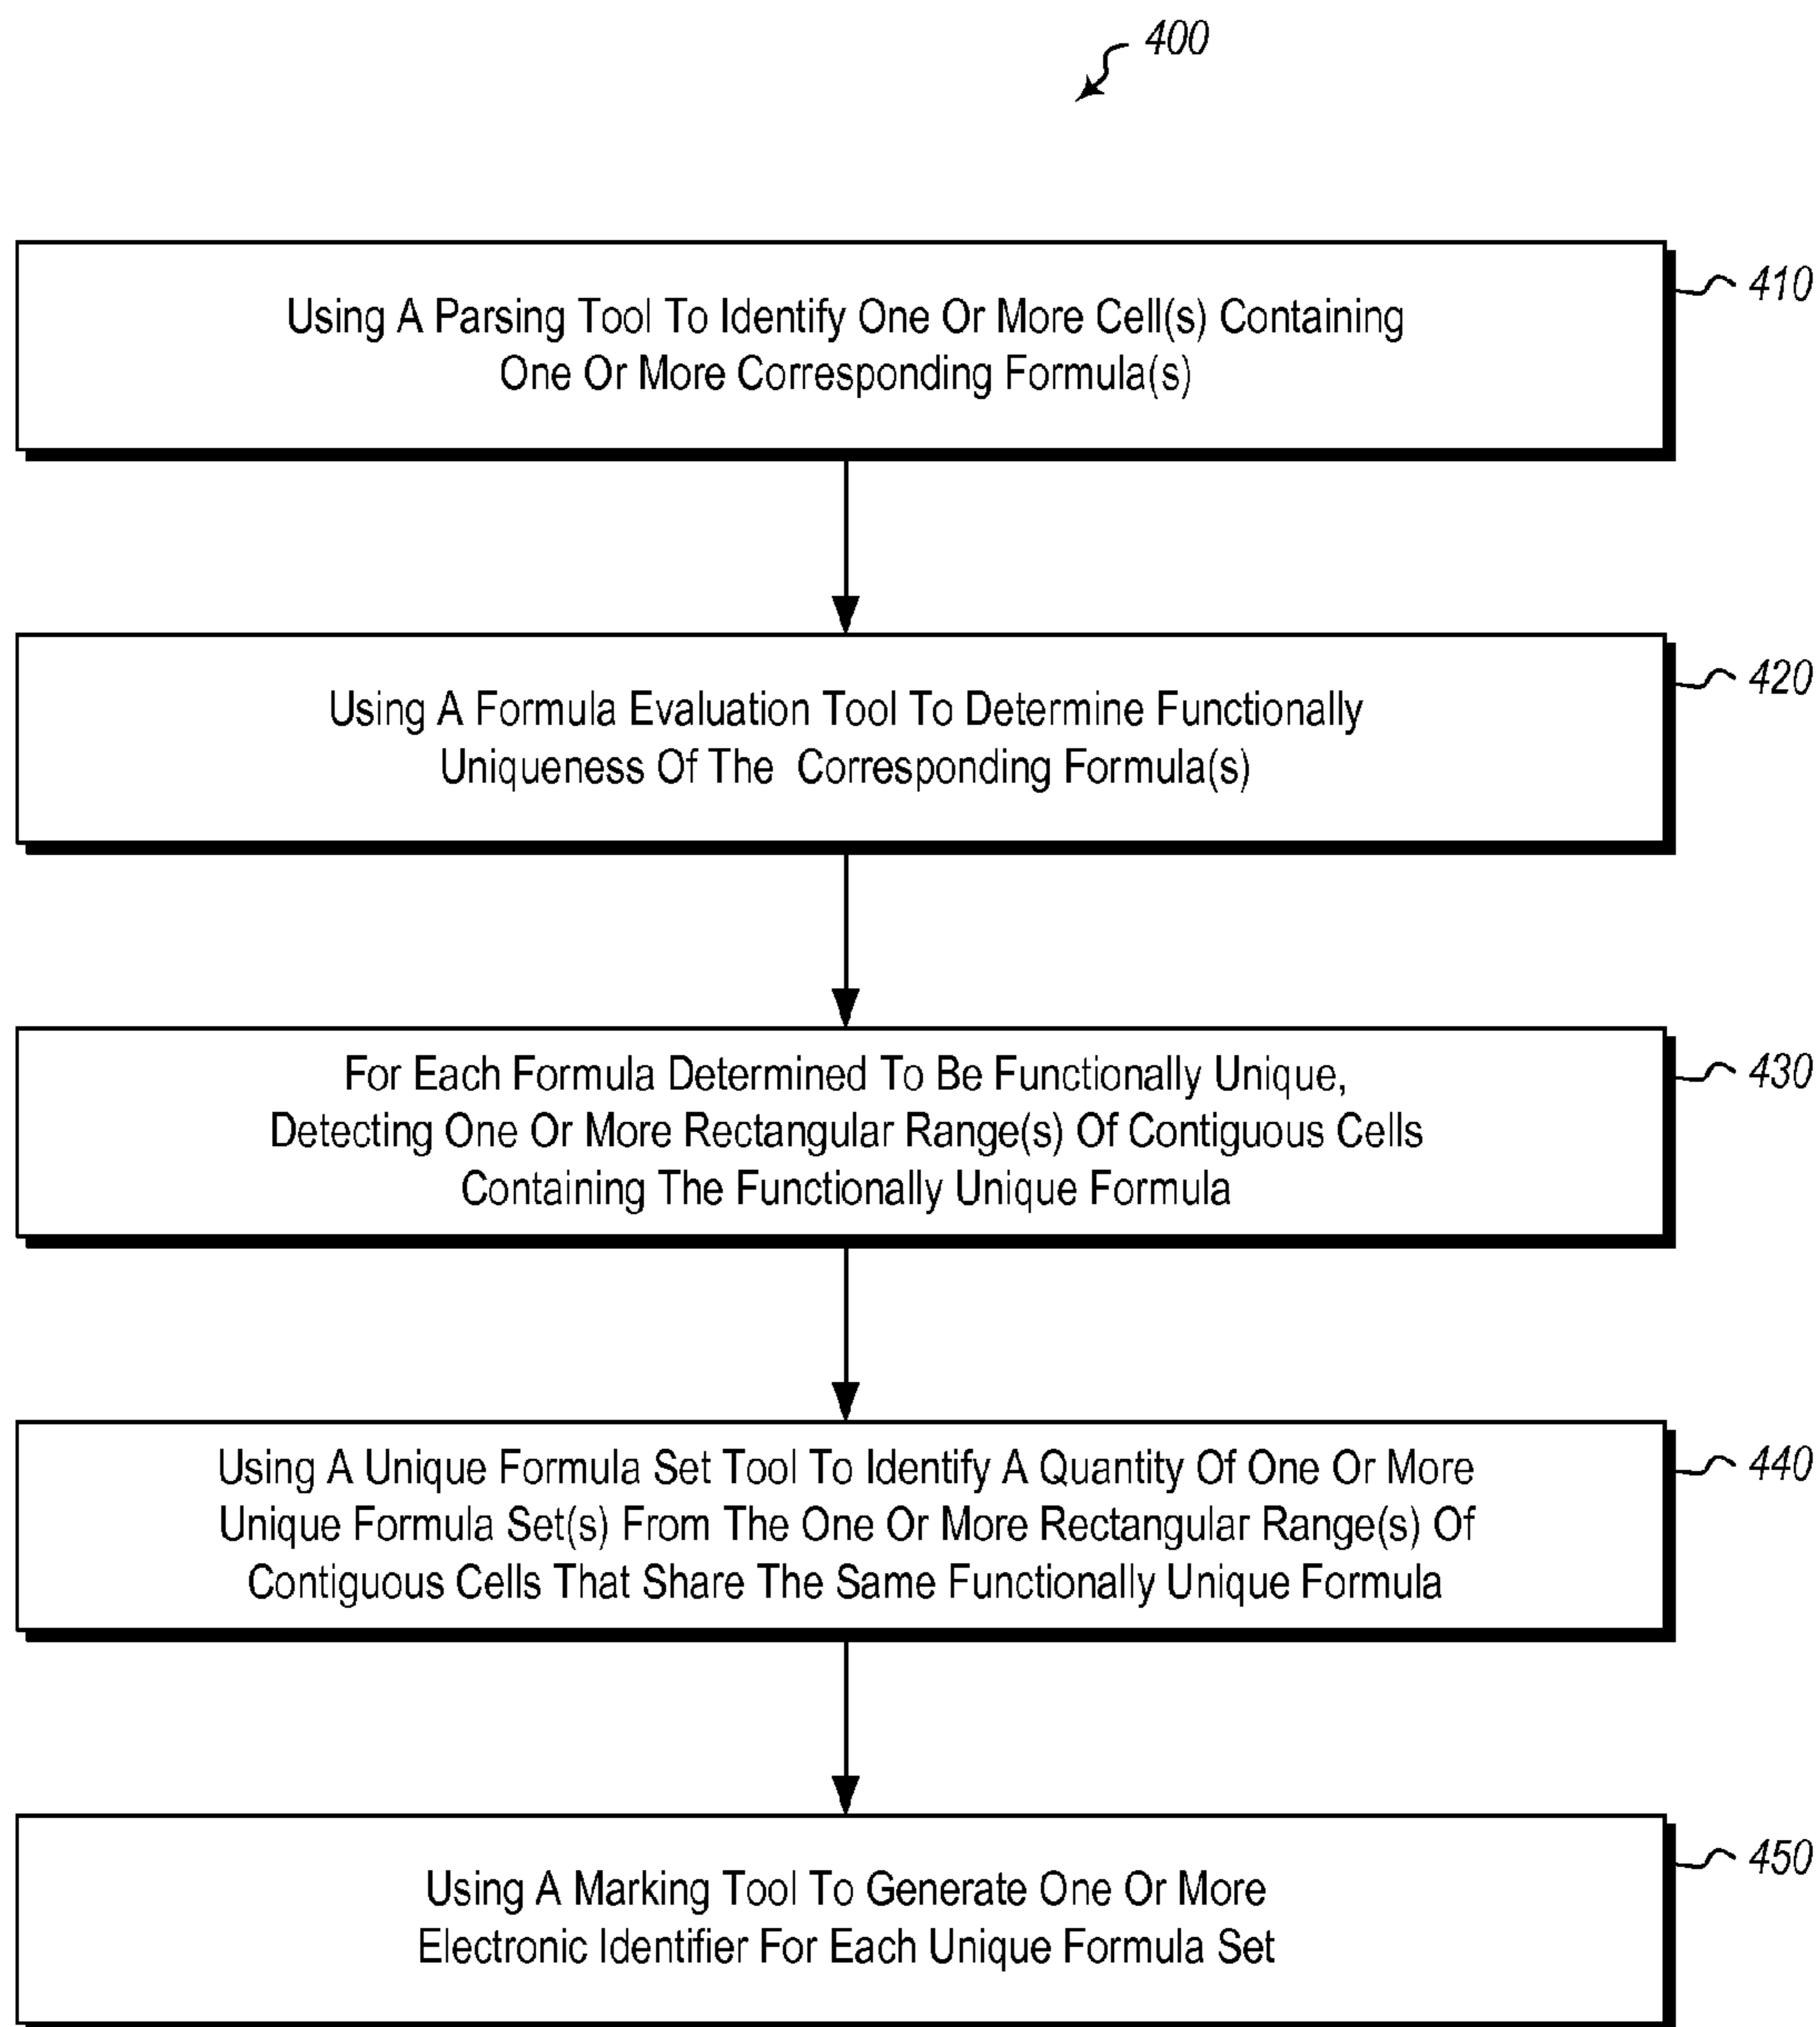 400
Using A Parsing Tool To Identify One Or More Cell(s) Containing
One Or More Corresponding Formula(s)
410
Using A Formula Evaluation Tool To Determine Functionally
Uniqueness Of The Corresponding Formula(s)
420
For Each Formula Determined To Be Functionally Unique,
Detecting One Or More Rectangular Range(s) Of Contiguous Cells
Containing The Functionally Unique Formula
430
Using A Unique Formula Set Tool To Identify A Quantity Of One Or More
Unique Formula Set(s) From The One Or More Rectangular Range(s) Of
Contiguous Cells That Share The Same Functionally Unique Formula
440
Using A Marking Tool To Generate One Or More
Electronic Identifier For Each Unique Formula Set
450